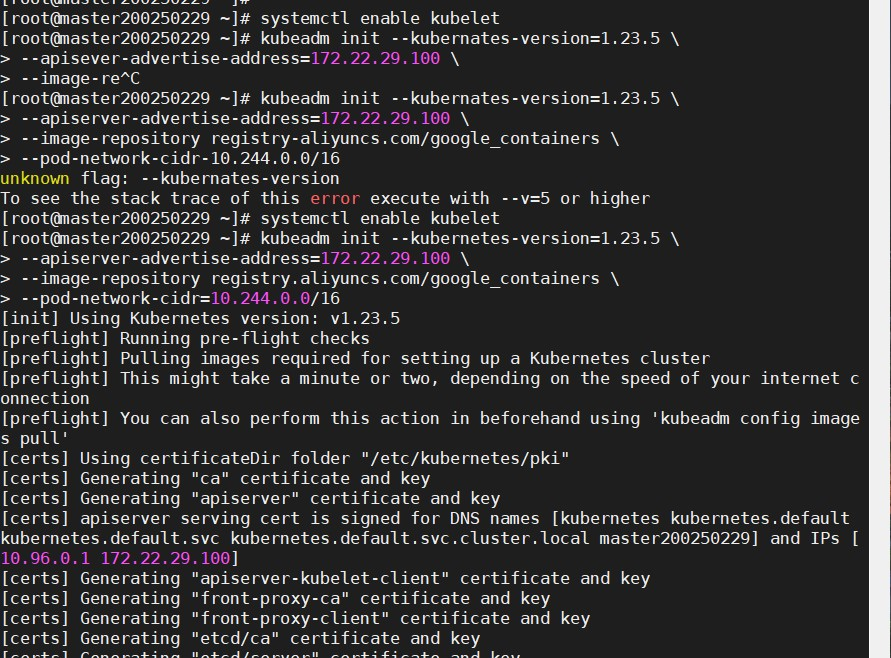 [root@master200250229 ~]#
[root@master200250229 ~]# systemctl enable kubelet
[root@master200250229 ~]# kubeadm init --kubernates-version=1.23.5 \
> --apisever-advertise-address=172.22.29.100 \
> --image-re^C
[root@master200250229 ~]# kubeadm init --kubernates-version=1.23.5 \
> --apiserver-advertise-address=172.22.29.100 \
> --image-repository registry-aliyuncs.com/google_containers \
> --pod-network-cidr-10.244.0.0/16
unknown flag: --kubernates-version
To see the stack trace of this error execute with --v=5 or higher
[root@master200250229 ~]# systemctl enable kubelet
[root@master200250229 ~]# kubeadm init --kubernetes-version=1.23.5 \
> --apiserver-advertise-address=172.22.29.100 \
> --image-repository registry.aliyuncs.com/google_containers \
> --pod-network-cidr=10.244.0.0/16
[init] Using Kubernetes version: v1.23.5
[preflight] Running pre-flight checks
[preflight] Pulling images required for setting up a Kubernetes cluster
[preflight] This might take a minute or two, depending on the speed of your internet c
onnection
[preflight] You can also perform this action in beforehand using 'kubeadm config image
s pull'
[certs] Using certificateDir folder "/etc/kubernetes/pki"
[certs] Generating "ca" certificate and key
[certs] Generating "apiserver" certificate and key
[certs] apiserver serving cert is signed for DNS names [kubernetes kubernetes.default
kubernetes.default.svc kubernetes.default.svc.cluster.local master200250229] and IPs [
10.96.0.1 172.22.29.100]
[certs] Generating "apiserver-kubelet-client" certificate and key
[certs] Generating "front-proxy-ca" certificate and key
[certs] Generating "front-proxy-client" certificate and key
[certs] Generating "etcd/ca" certificate and key
[certs] Generating "etcd/server" certificate and key